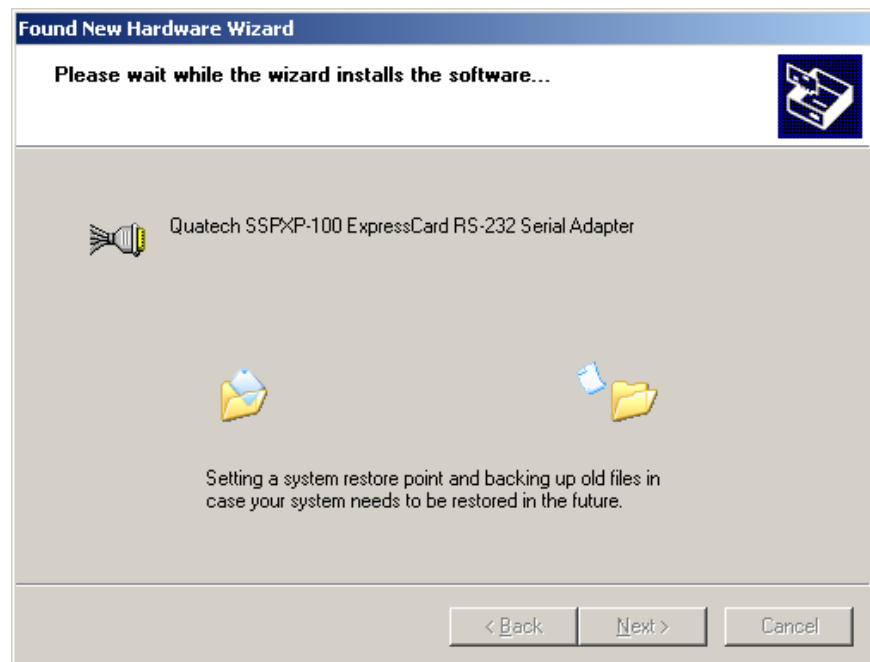 Found New Hardware Wizard
Please wait while the wizard installs the software...
Quatech SSPXP-100 ExpressCard RS-232 Serial Adapter
Setting a system restore point and backing up old files in
case your system needs to be restored in the future.
< Back Next > Cancel